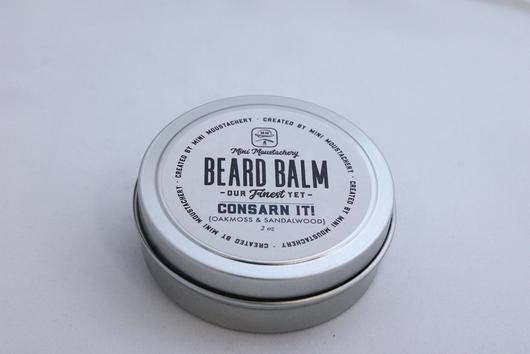 · CREATED BY MINI MOUSTACHERY · CREATED BY MINI MOUSTACHERY · CREATED BY MINI MOUSTACHERY
MM
Mini Moustachery
BEARD BALM
- OUR Finest YET -
CONSARN IT!
(OAKMOSS & SANDALWOOD)
2 oz